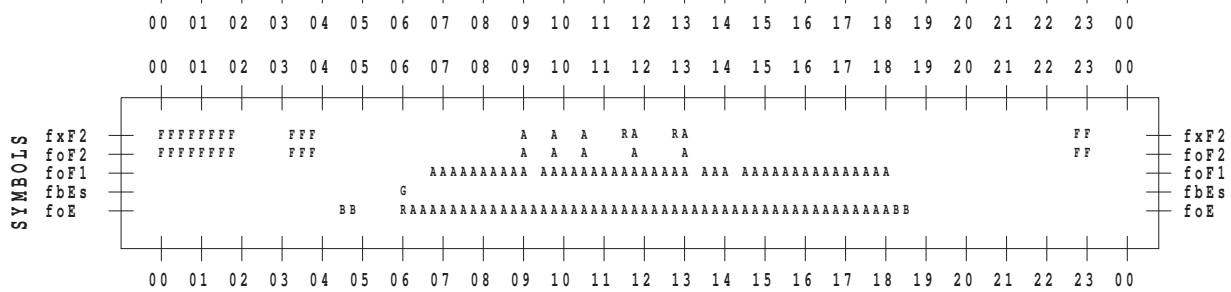 00 01 02 03 04 05 06 07 08 09 10 11 12 13 14 15 16 17 18 19 20 21 22 23 00
00 01 02 03 04 05 06 07 08 09 10 11 12 13 14 15 16 17 18 19 20 21 22 23 00
SYMBOLS
fxF2 FFFFFFFF FFF A A A RA RA FF fxF2
foF2 FFFFFFFF FFF A A A A A FF foF2
foF1 AAAAAAAAAA AAAAAAAAAAAAAAA AAA AAAAAAAAAAAAAAA foF1
fbEs G fbEs
foE BB RAAAAAAAAAAAAAAAAAAAAAAAAAAAAAAAAAAAAAAAAAAAAAAAABB foE
00 01 02 03 04 05 06 07 08 09 10 11 12 13 14 15 16 17 18 19 20 21 22 23 00